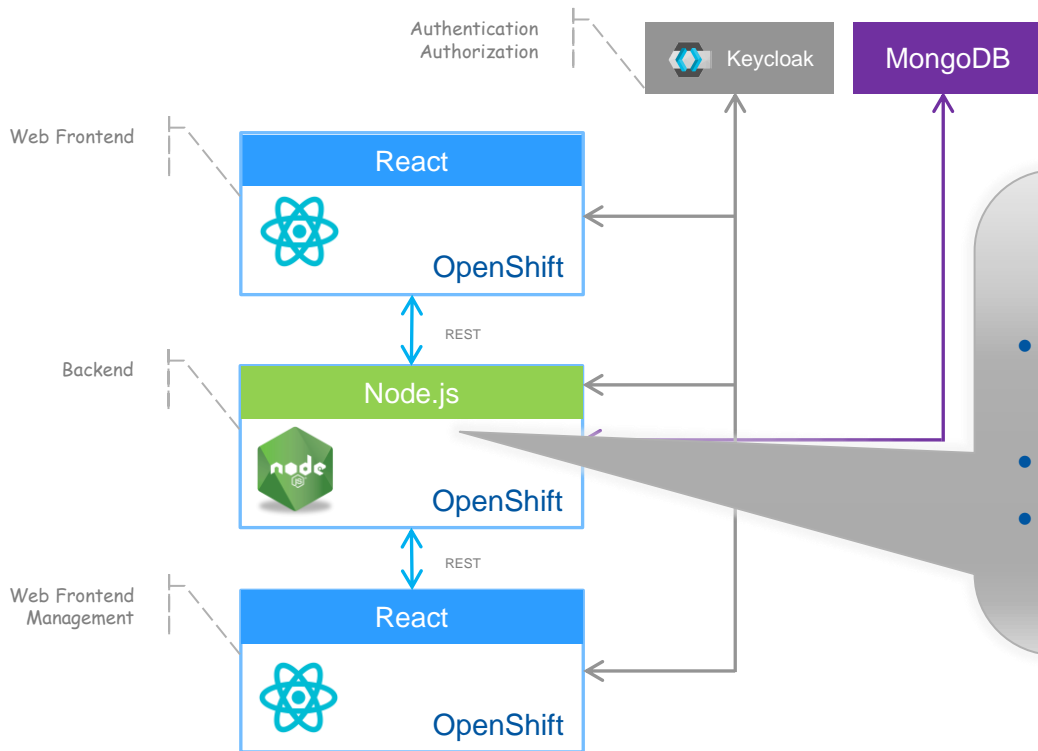 Authentication
Authorization
Keycloak
MongoDB
Web Frontend
React
OpenShift
REST
Backend
Node.js
node
JS
OpenShift
REST
Web Frontend
Management
React
OpenShift